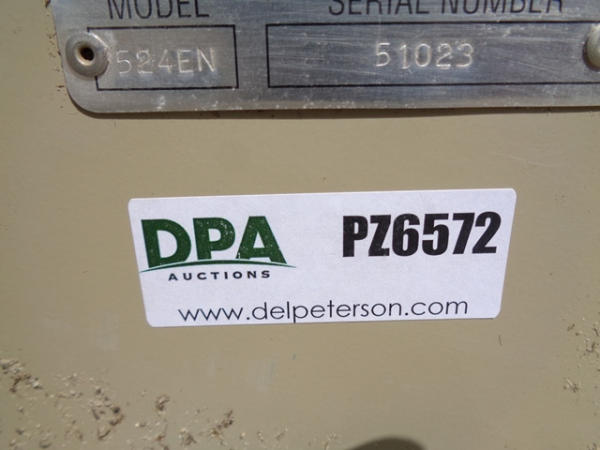 MODEL SERIAL NUMBER
524EN 51023
DPA PZ6572
AUCTIONS
www.delpeterson.com